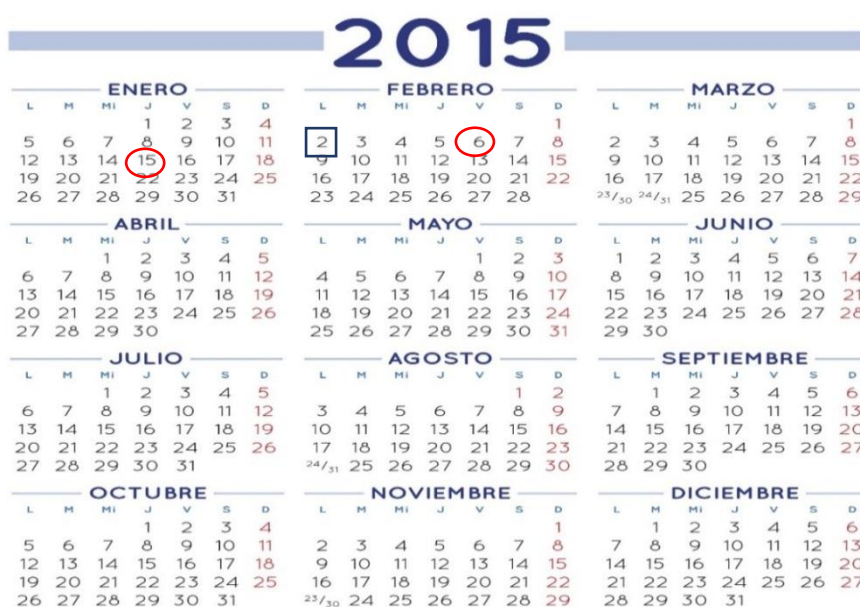 2015
ENERO FEBRERO MARZO
L M Mi J V S D L M Mi J V S D L M Mi J V S D
1 2 3 4 1 1
5 6 7 8 9 10 11 2 3 4 5 6 7 8 2 3 4 5 6 7 8
12 13 14 15 16 17 18 9 10 11 12 13 14 15 9 10 11 12 13 14 15
19 20 21 22 23 24 25 16 17 18 19 20 21 22 16 17 18 19 20 21 22
26 27 28 29 30 31 23 24 25 26 27 28 23/30 24/31 25 26 27 28 29
ABRIL MAYO JUNIO
L M Mi J V S D L M Mi J V S D L M Mi J V S D
1 2 3 4 5 1 2 3 1 2 3 4 5 6 7
6 7 8 9 10 11 12 4 5 6 7 8 9 10 8 9 10 11 12 13 14
13 14 15 16 17 18 19 11 12 13 14 15 16 17 15 16 17 18 19 20 21
20 21 22 23 24 25 26 18 19 20 21 22 23 24 22 23 24 25 26 27 28
27 28 29 30 25 26 27 28 29 30 31 29 30
JULIO AGOSTO SEPTIEMBRE
L M Mi J V S D L M Mi J V S D L M Mi J V S D
1 2 3 4 5 1 2 1 2 3 4 5 6
6 7 8 9 10 11 12 3 4 5 6 7 8 9 7 8 9 10 11 12 13
13 14 15 16 17 18 19 10 11 12 13 14 15 16 14 15 16 17 18 19 20
20 21 22 23 24 25 26 17 18 19 20 21 22 23 21 22 23 24 25 26 27
27 28 29 30 31 24/31 25 26 27 28 29 30 28 29 30
OCTUBRE NOVIEMBRE DICIEMBRE
L M Mi J V S D L M Mi J V S D L M Mi J V S D
1 2 3 4 1 1 2 3 4 5 6
5 6 7 8 9 10 11 2 3 4 5 6 7 8 7 8 9 10 11 12 13
12 13 14 15 16 17 18 9 10 11 12 13 14 15 14 15 16 17 18 19 20
19 20 21 22 23 24 25 16 17 18 19 20 21 22 21 22 23 24 25 26 27
26 27 28 29 30 31 23/30 24 25 26 27 28 29 28 29 30 31